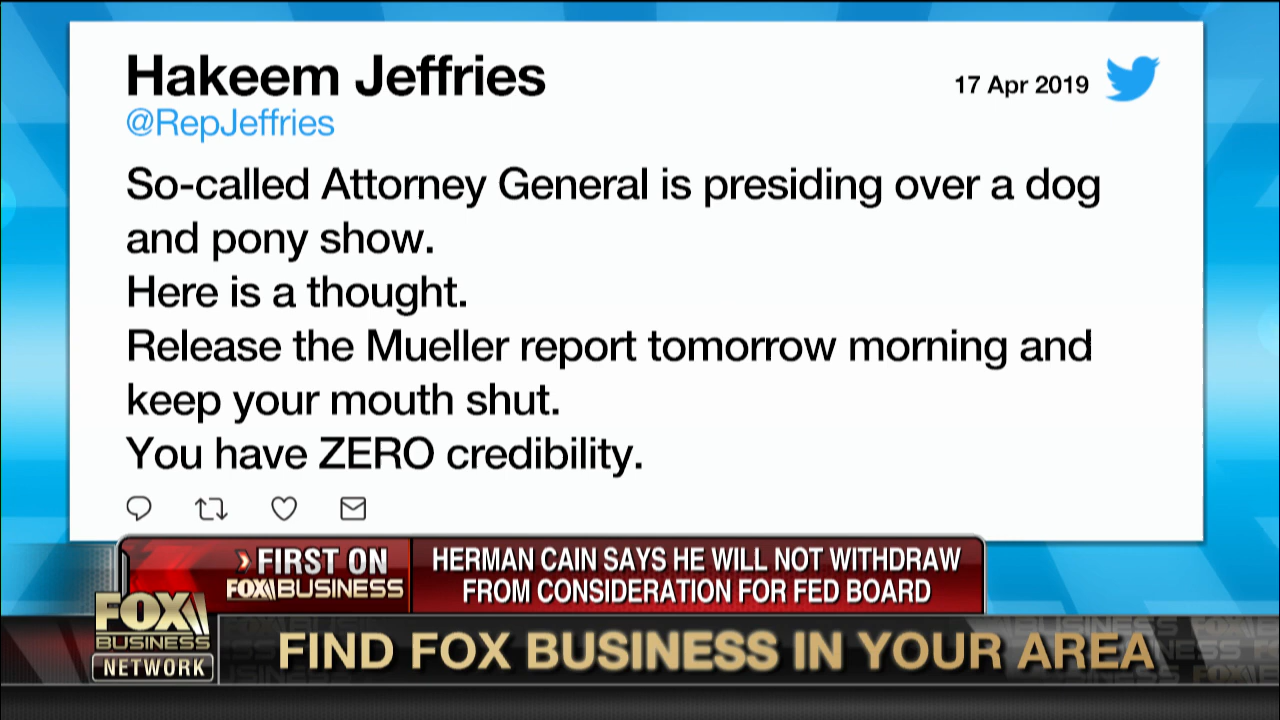 Hakeem Jeffries
17 Apr 2019
@RepJeffries
So-called Attorney General is presiding over a dog
and pony show.
Here is a thought.
Release the Mueller report tomorrow morning and
keep your mouth shut.
You have ZERO credibility.
FIRST ON
FOX BUSINESS
HERMAN CAIN SAYS HE WILL NOT WITHDRAW
FROM CONSIDERATION FOR FED BOARD
FOX
BUSINESS
NETWORK
FIND FOX BUSINESS IN YOUR AREA